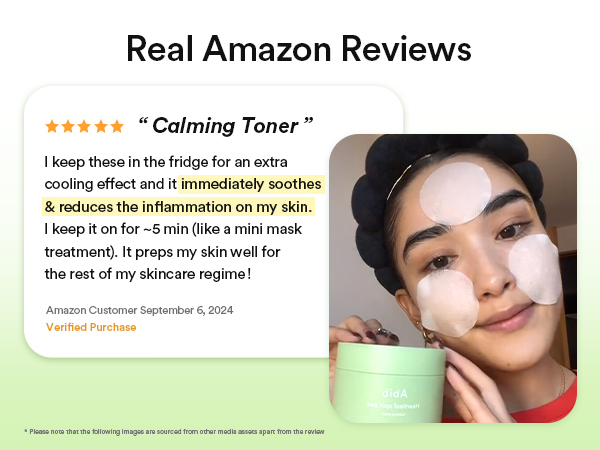 Real Amazon Reviews
“ Calming Toner ”
I keep these in the fridge for an extra
cooling effect and it immediately soothes
& reduces the inflammation on my skin.
I keep it on for ~5 min (like a mini mask
treatment). It preps my skin well for
the rest of my skincare regime!
Amazon Customer September 6, 2024
Verified Purchase
* Please note that the following images are sourced from other media assets apart from the review